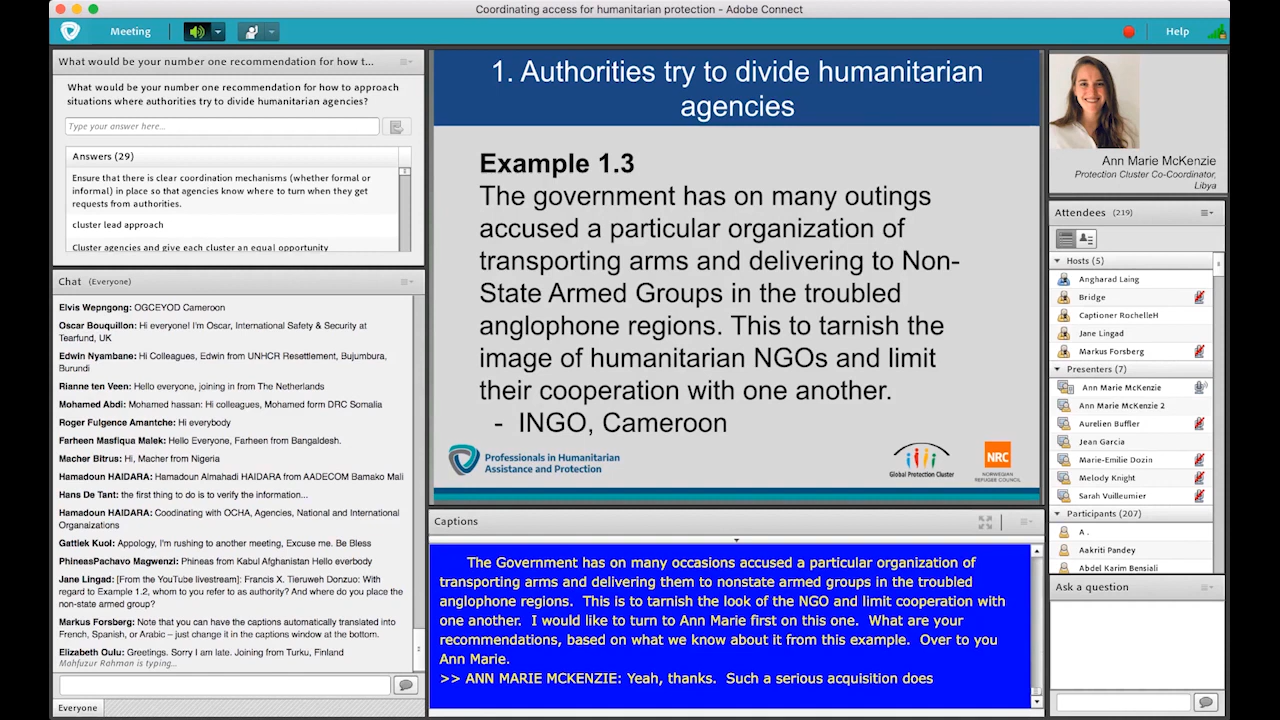 Coordinating access for humanitarian protection - Adobe Connect
Meeting
Help
What would be your number one recommendation for how t...
What would be your number one recommendation for how to approach
situations where authorities try to divide humanitarian agencies?
Type your answer here...
Answers (29)
Ensure that there is clear coordination mechanisms (whether formal or
informal) in place so that agencies know where to turn when they get
requests from authorities.
cluster lead approach
Cluster agencies and give each cluster an equal opportunity
Chat (Everyone)
Elvis Wepngong: OGCEYOD Cameroon
Oscar Bouquillon: Hi everyone! I'm Oscar, International Safety & Security at
Tearfund, UK
Edwin Nyambane: Hi Colleagues, Edwin from UNHCR Resettlement, Bujumbura,
Burundi
Rianne ten Veen: Hello everyone, joining in from The Netherlands
Mohamed Abdi: Mohamed hassan: Hi colleagues, Mohamed form DRC Somalia
Roger Fulgence Amantche: Hi everybody
Farheen Masfiqua Malek: Hello Everyone, Farheen from Bangaldesh.
Macher Bitrus: Hi, Macher from Nigeria
Hamadoun HAIDARA: Hamadoun Almahadi HAIDARA from AADECOM Bamako Mali
Hans De Tant: the first thing to do is to verify the information...
Hamadoun HAIDARA: Coodinating with OCHA, Agencies, National and International
Orgnaizations
Gattiek Kuol: Appology, I'm rushing to another meeting, Excuse me. Be Bless
PhineasPachavo Magwenzi: Phineas from Kabul Afghanistan Hello everbody
Jane Lingad: [From the YouTube livestream]: Francis X. Tieruweh Donzuo: With
regard to Example 1.2, whom to you refer to as authority? And where do you place the
non-state armed group?
Markus Forsberg: Note that you can have the captions automatically translated into
French, Spanish, or Arabic – just change it in the captions window at the bottom.
Elizabeth Oulu: Greetings. Sorry I am late. Joining from Turku, Finland
Mahfuzur Rahman is typing...
Everyone
1. Authorities try to divide humanitarian
agencies
Example 1.3
The government has on many outings
accused a particular organization of
transporting arms and delivering to Non-
State Armed Groups in the troubled
anglophone regions. This to tarnish the
image of humanitarian NGOs and limit
their cooperation with one another.
- INGO, Cameroon
Professionals in Humanitarian
Assistance and Protection
Global Protection Cluster
NRC
NORWEGIAN
REFUGEE COUNCIL
Captions
The Government has on many occasions accused a particular organization of
transporting arms and delivering them to nonstate armed groups in the troubled
anglophone regions. This is to tarnish the look of the NGO and limit cooperation with
one another. I would like to turn to Ann Marie first on this one. What are your
recommendations, based on what we know about it from this example. Over to you
Ann Marie.
>> ANN MARIE MCKENZIE: Yeah, thanks. Such a serious acquisition does
Ann Marie McKenzie
Protection Cluster Co-Coordinator,
Libya
Attendees (219)
Hosts (5)
Angharad Laing
Bridge
Captioner RochelleH
Jane Lingad
Markus Forsberg
Presenters (7)
Ann Marie McKenzie
Ann Marie McKenzie 2
Aurelien Buffler
Jean Garcia
Marie-Emilie Dozin
Melody Knight
Sarah Vuilleumier
Participants (207)
A .
Aakriti Pandey
Abdel Karim Bensiali
Ask a question